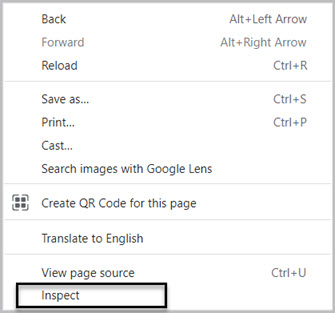 Back Alt+Left Arrow
Forward Alt+Right Arrow
Reload Ctrl+R
Save as... Ctrl+S
Print... Ctrl+P
Cast...
Search images with Google Lens
Create QR Code for this page
Translate to English
View page source Ctrl+U
Inspect